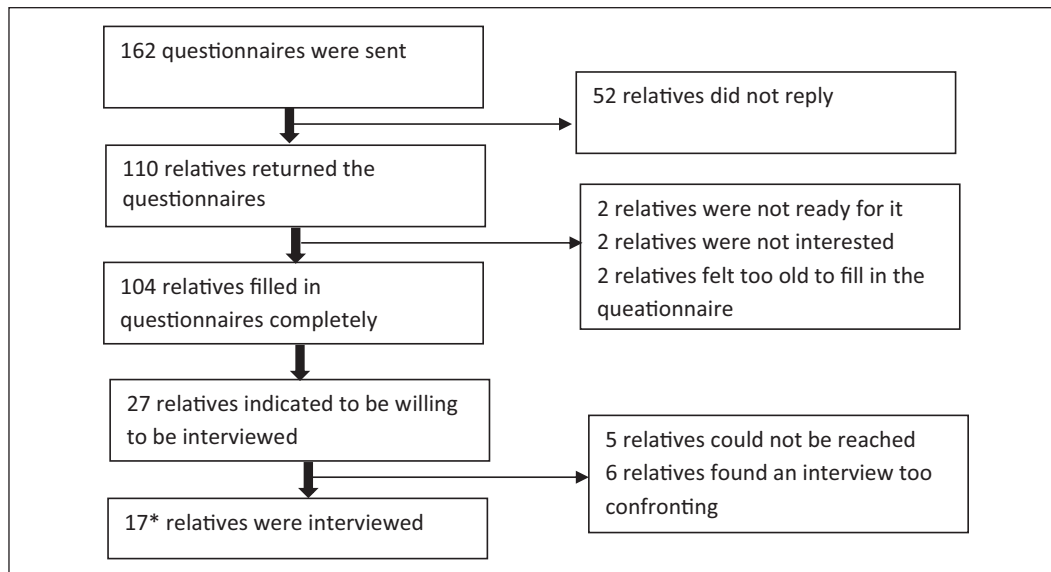 162 questionnaires were sent
52 relatives did not reply
110 relatives returned the
questionnaires
2 relatives were not ready for it
2 relatives were not interested
2 relatives felt too old to fill in the
queationnaire
104 relatives filled in
questionnaires completely
27 relatives indicated to be willing
to be interviewed
5 relatives could not be reached
6 relatives found an interview too
confronting
17* relatives were interviewed